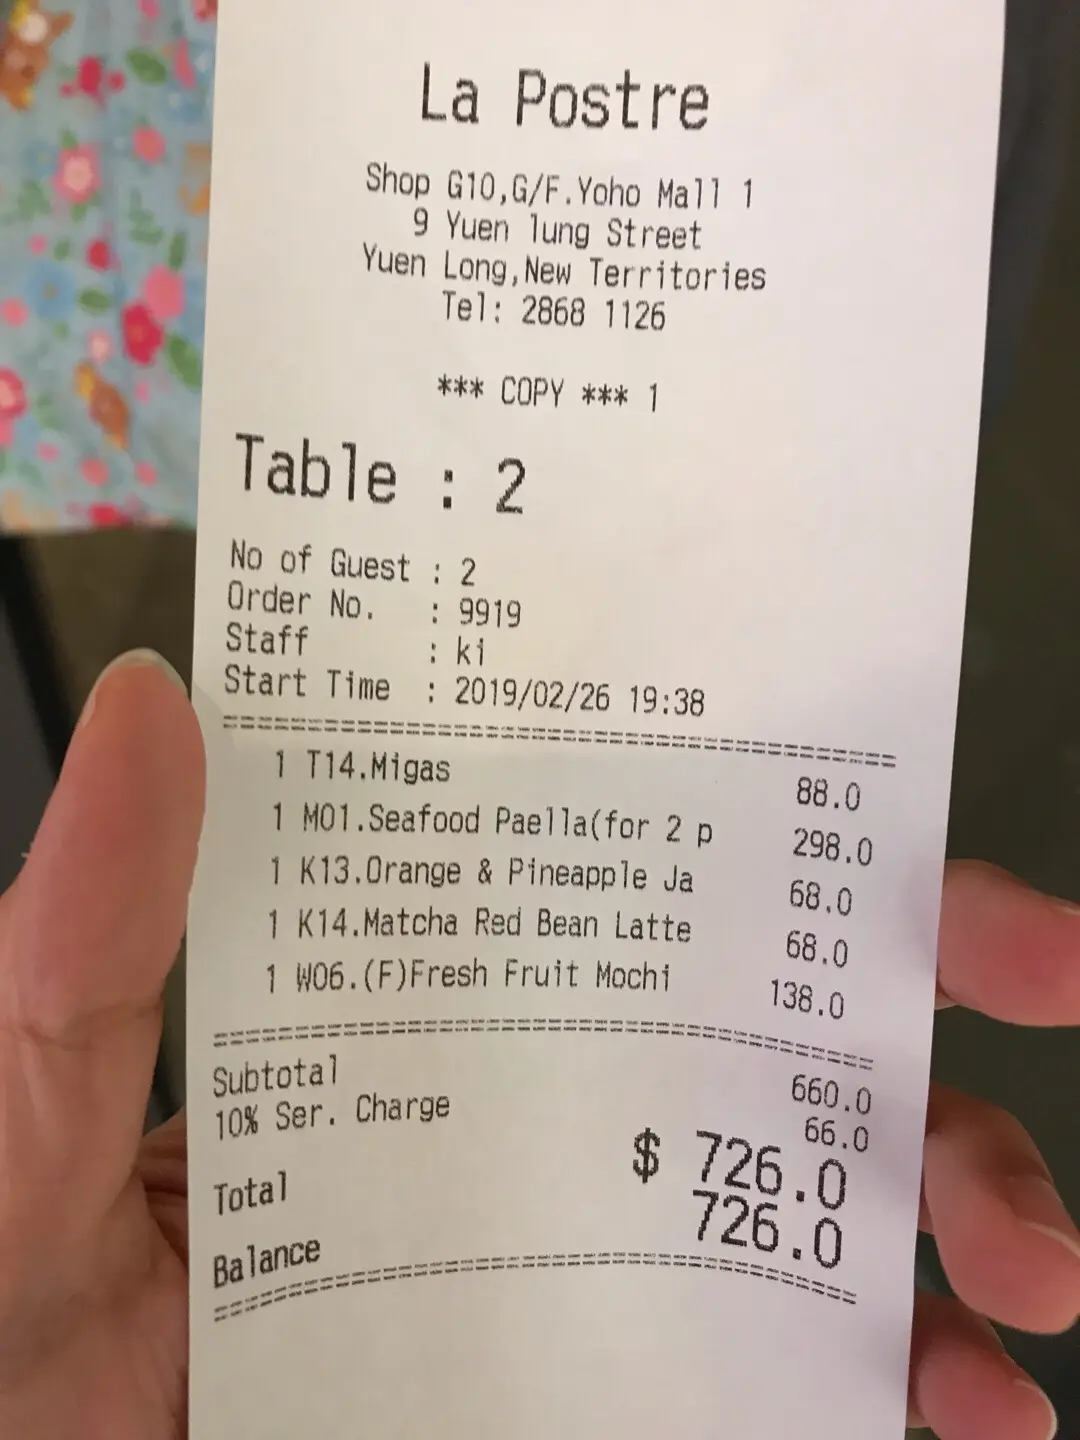 La Postre
Shop G10,G/F.Yoho Mall 1
9 Yuen lung Street
Yuen Long,New Territories
Tel: 2868 1126
*** COPY *** 1
Table : 2
No of Guest : 2
Order No. : 9919
Staff : ki
Start Time : 2019/02/26 19:38
1 T14.Migas 88.0
1 M01.Seafood Paella(for 2 p 298.0
1 K13.Orange & Pineapple Ja 68.0
1 K14.Matcha Red Bean Latte 68.0
1 W06.(F)Fresh Fruit Mochi 138.0
Subtotal 660.0
10% Ser. Charge 66.0
Total $ 726.0
Balance 726.0